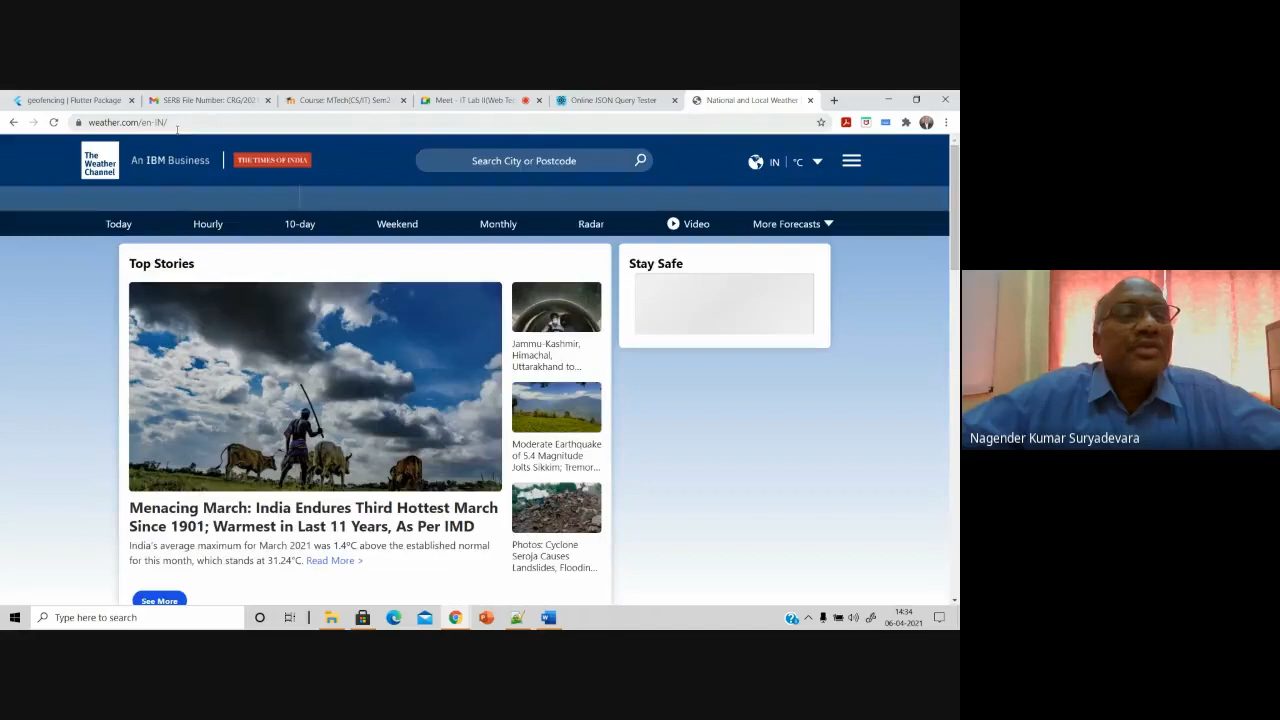 geofencing | Flutter Package
SERB File Number: CRG/2021
Course: MTech(CS/IT) Sem2
Meet - IT Lab II(Web Tec
Online JSON Query Tester
National and Local Weather
weather.com/en-IN/
The
Weather
Channel
An IBM Business
THE TIMES OF INDIA
Search City or Postcode
IN | °C
Today
Hourly
10-day
Weekend
Monthly
Radar
Video
More Forecasts
Top Stories
Stay Safe
Jammu-Kashmir,
Himachal,
Uttarakhand to...
Moderate Earthquake
of 5.4 Magnitude
Jolts Sikkim; Tremor...
Photos: Cyclone
Seroja Causes
Landslides, Floodin...
Menacing March: India Endures Third Hottest March
Since 1901; Warmest in Last 11 Years, As Per IMD
India's average maximum for March 2021 was 1.4°C above the established normal
for this month, which stands at 31.24°C. Read More >
See More
Nagender Kumar Suryadevara
Type here to search
14:34
06-04-2021